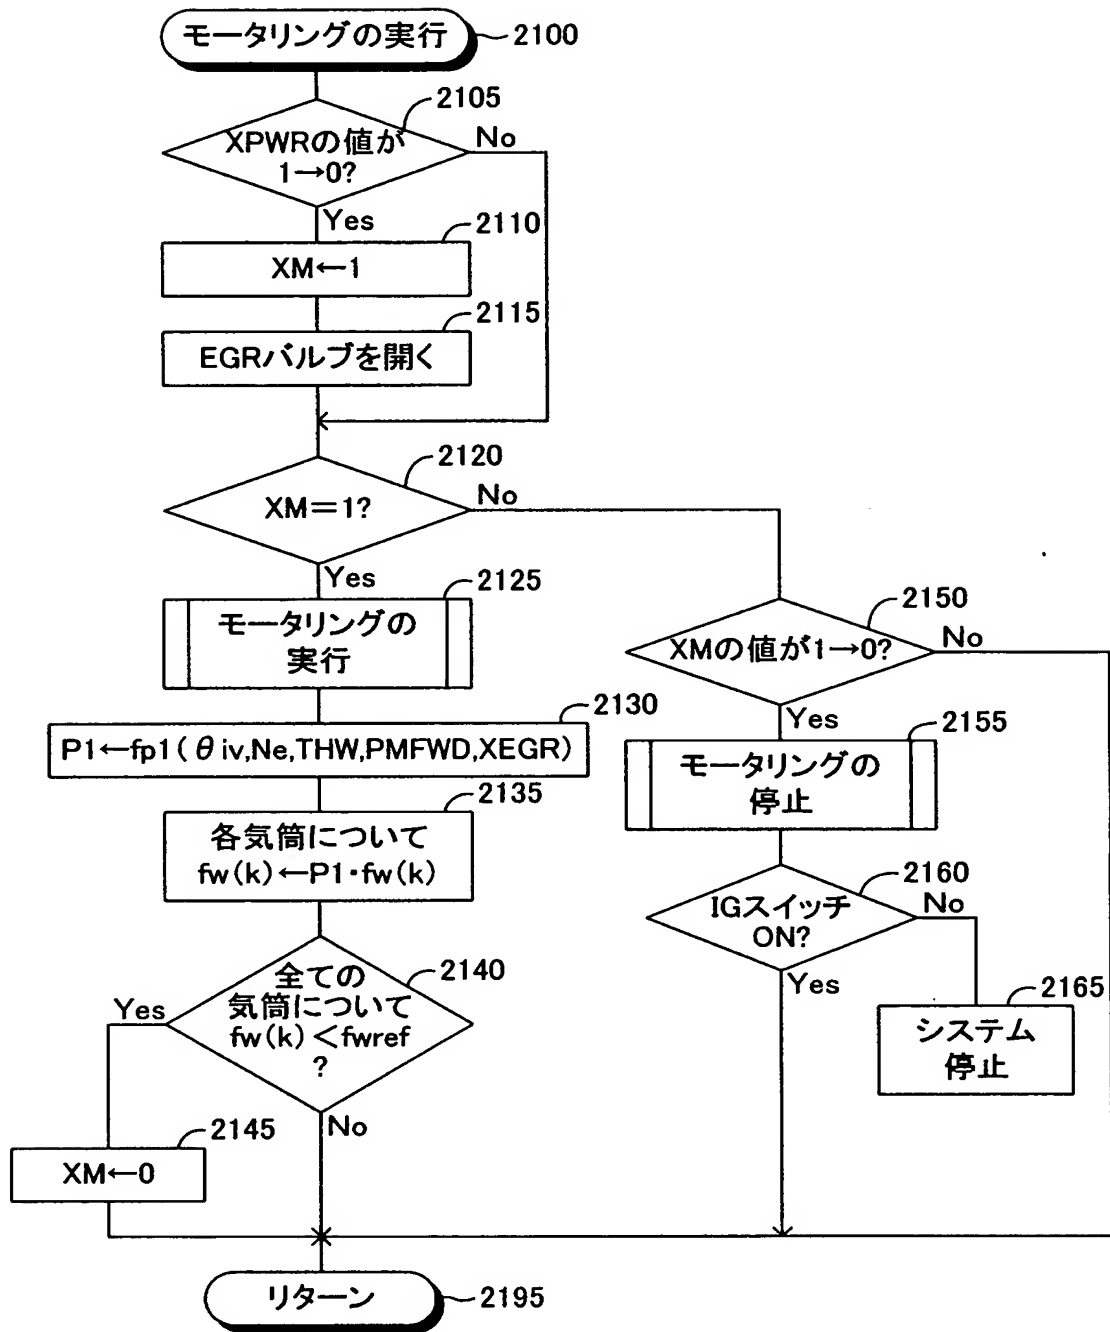 モータリングの実行
2100
2105
XPWRの値が
1→0?
No
Yes
2110
XM←1
2115
EGRバルブを開く
2120
XM=1?
No
Yes
2125
モータリングの
実行
2130
P1←fp1(θiv,Ne,THW,PMFWD,XEGR)
2135
各気筒について
fw(k)←P1・fw(k)
2140
全ての
気筒について
fw(k)<fwref
?
Yes
No
2145
XM←0
2150
XMの値が1→0?
No
Yes
2155
モータリングの
停止
2160
IGスイッチ
ON?
No
Yes
2165
システム
停止
リターン
2195